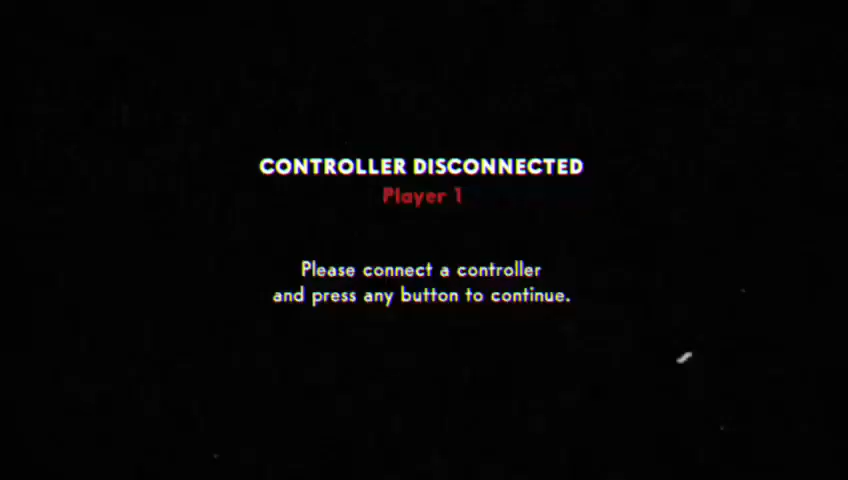 CONTROLLER DISCONNECTED
Player 1
Please connect a controller
and press any button to continue.